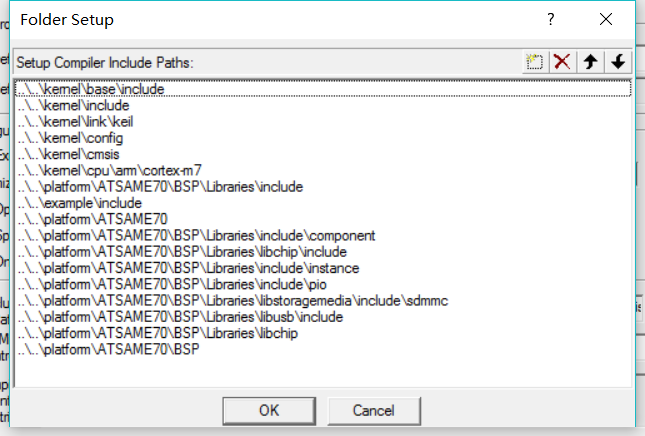 Folder Setup
Setup Compiler Include Paths:
..\..\kernel\base\include
..\..\kernel\include
..\..\kernel\link\keil
..\..\kernel\config
..\..\kernel\cmsis
..\..\kernel\cpu\arm\cortex-m7
..\..\platform\ATSAME70\BSP\Libraries\include
..\..\example\include
..\..\platform\ATSAME70
..\..\platform\ATSAME70\BSP\Libraries\include\component
..\..\platform\ATSAME70\BSP\Libraries\libchip\include
..\..\platform\ATSAME70\BSP\Libraries\include\instance
..\..\platform\ATSAME70\BSP\Libraries\include\pio
..\..\platform\ATSAME70\BSP\Libraries\libstoragemedia\include\sdmmc
..\..\platform\ATSAME70\BSP\Libraries\libusb\include
..\..\platform\ATSAME70\BSP\Libraries\libchip
..\..\platform\ATSAME70\BSP
OK
Cancel